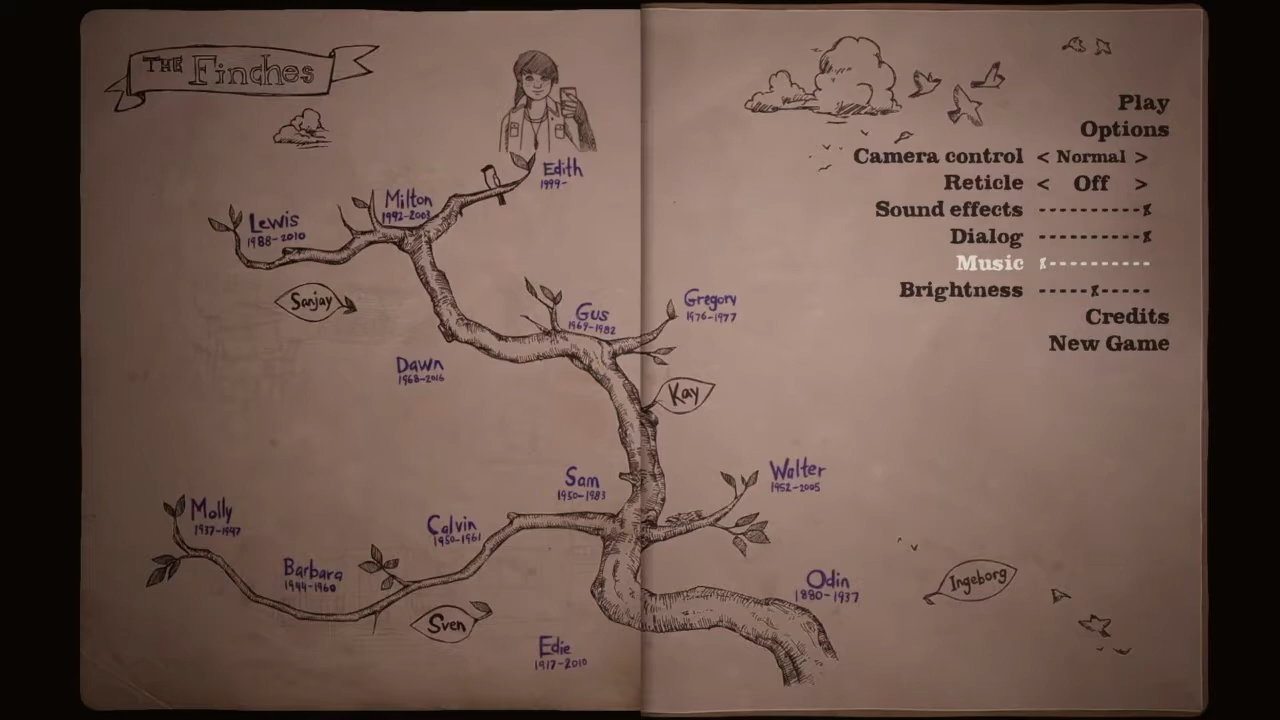 THE Finches
Edith
1999-
Milton
1992-2003
Lewis
1988-2010
Sanjay
Gus
1969-1982
Gregory
1976-1977
Dawn
1968-2016
Kay
Sam
1950-1983
Walter
1952-2005
Molly
1937-1947
Calvin
1950-1961
Barbara
1944-1960
Sven
Edie
1917-2010
Odin
1880-1937
Ingeborg
Play
Options
Camera control < Normal >
Reticle < Off >
Sound effects
Dialog
Music
Brightness
Credits
New Game